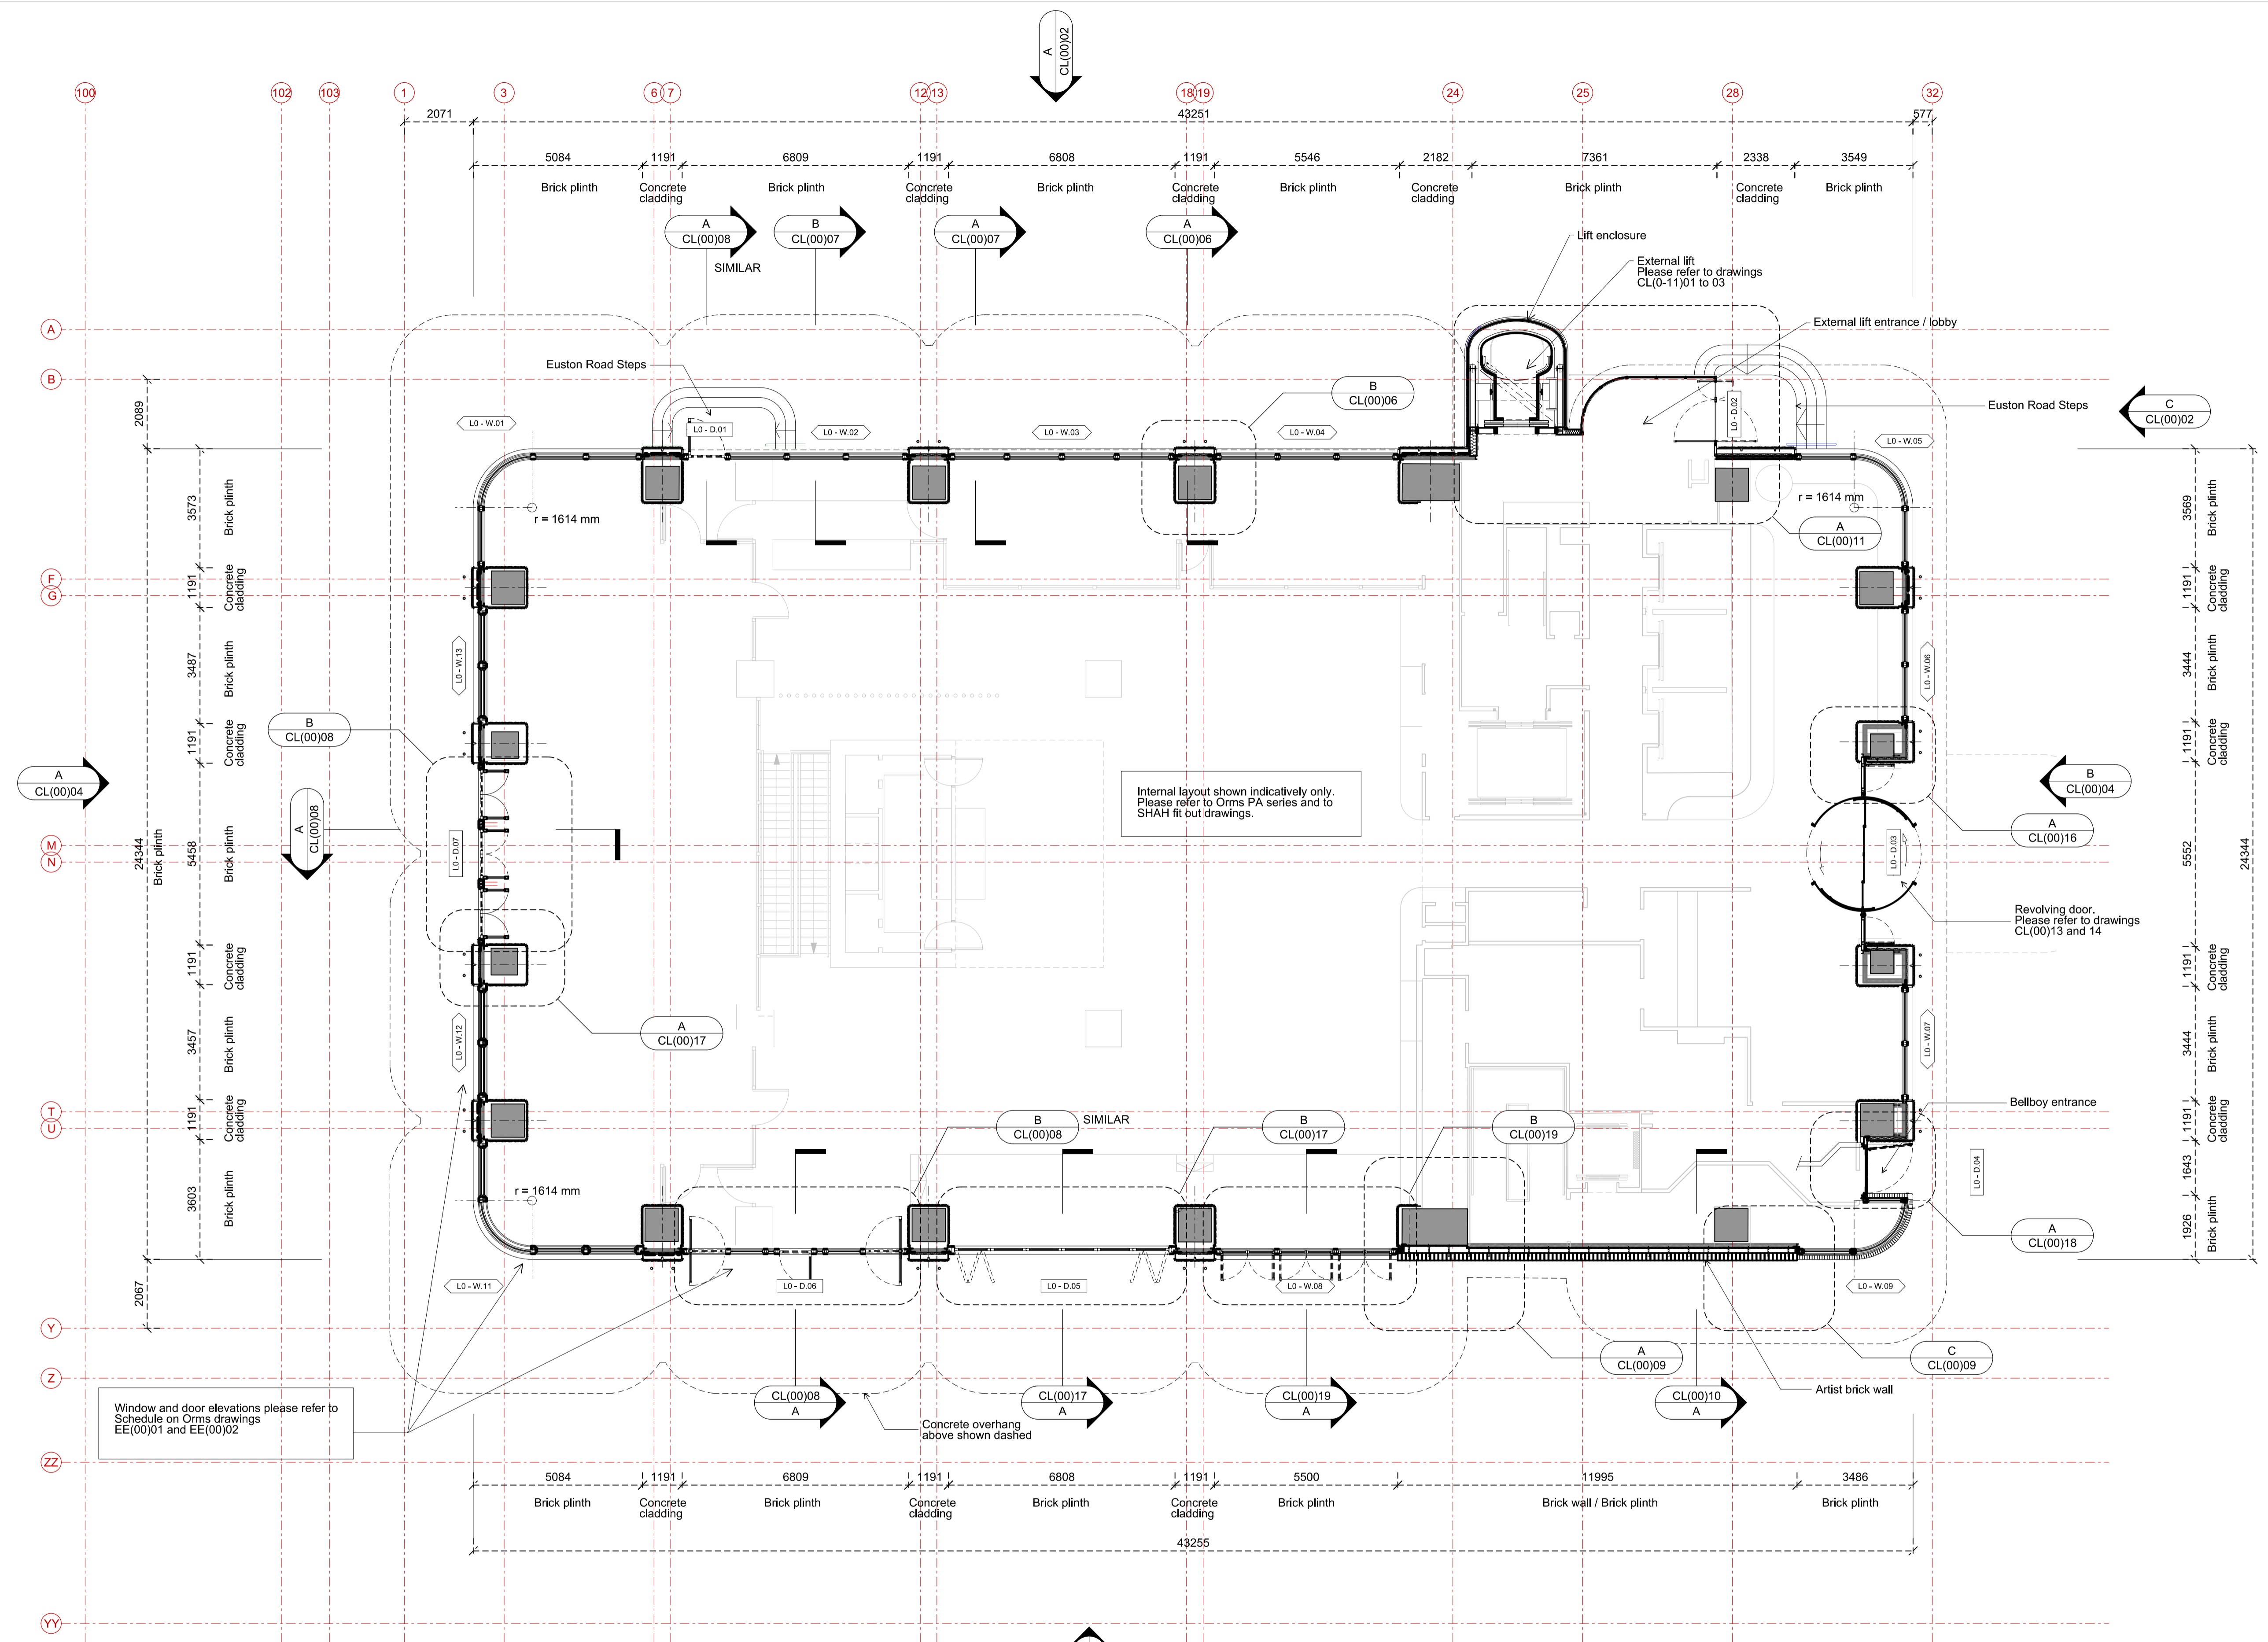 A
CL(00)02
100
102
103
1
3
6
7
12
13
18
19
24
25
28
32
2071
43251
577
5084
1191
6809
1191
6808
1191
5546
2182
7361
2338
3549
Brick plinth
Concrete
cladding
Brick plinth
Concrete
cladding
Brick plinth
Concrete
cladding
Brick plinth
Concrete
cladding
Brick plinth
Concrete
cladding
Brick plinth
A
CL(00)08
SIMILAR
B
CL(00)07
A
CL(00)07
A
CL(00)06
Lift enclosure
External lift
Please refer to drawings
CL(0-11)01 to 03
External lift entrance / lobby
A
B
Euston Road Steps
B
CL(00)06
Euston Road Steps
C
CL(00)02
2089
L0 - W.01
L0 - D.01
L0 - W.02
L0 - W.03
L0 - W.04
L0 - D.02
L0 - W.05
r = 1614 mm
r = 1614 mm
A
CL(00)11
3573
Brick plinth
3569
Brick plinth
F
G
1191
Concrete
cladding
1191
Concrete
cladding
3487
Brick plinth
L0 - W.13
L0 - W.06
3444
Brick plinth
B
CL(00)08
1191
Concrete
cladding
1191
Concrete
cladding
A
CL(00)04
A
CL(00)08
Internal layout shown indicatively only.
Please refer to Orms PA series and to
SHAH fit out drawings.
B
CL(00)04
A
CL(00)16
M
N
24344
Brick plinth
5458
Brick plinth
L0 - D.07
L0 - D.03
5552
24344
Revolving door.
Please refer to drawings
CL(00)13 and 14
1191
Concrete
cladding
1191
Concrete
cladding
A
CL(00)17
3457
Brick plinth
L0 - W.12
L0 - W.07
3444
Brick plinth
T
U
1191
Concrete
cladding
B
CL(00)08
SIMILAR
B
CL(00)17
B
CL(00)19
Bellboy entrance
1191
Concrete
cladding
1643
L0 - D.04
3603
Brick plinth
r = 1614 mm
1926
Brick plinth
A
CL(00)18
2067
L0 - W.11
L0 - D.06
L0 - D.05
L0 - W.08
L0 - W.09
Y
Z
A
CL(00)09
C
CL(00)09
CL(00)08
A
CL(00)17
A
CL(00)19
A
CL(00)10
A
Artist brick wall
Window and door elevations please refer to
Schedule on Orms drawings
EE(00)01 and EE(00)02
Concrete overhang
above shown dashed
ZZ
5084
1191
6809
1191
6808
1191
5500
11995
3486
Brick plinth
Concrete
cladding
Brick plinth
Concrete
cladding
Brick plinth
Concrete
cladding
Brick plinth
Brick wall / Brick plinth
Brick plinth
43255
YY